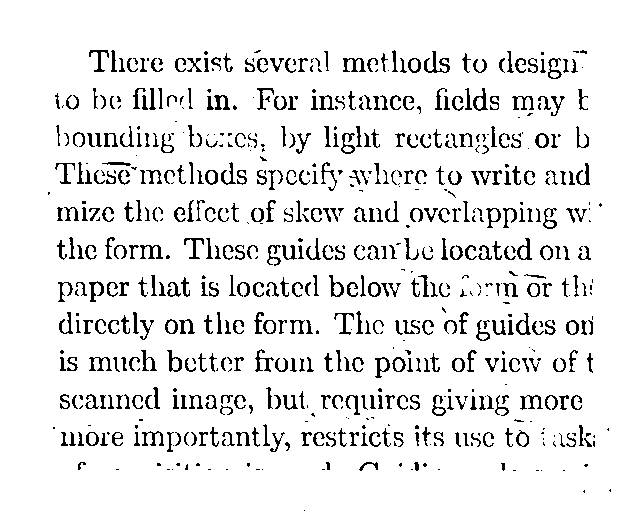 There exist several methods to design
to be filled in. For instance, fields may
bounding boxes, by light rectangles or
These methods specify where to write and
mize the effect of skew and overlapping
the form. These guides can be located on a
paper that is located below the form or
directly on the form. The use of guides on
is much better from the point of view of
scanned image, but requires giving more
more importantly, restricts its use to